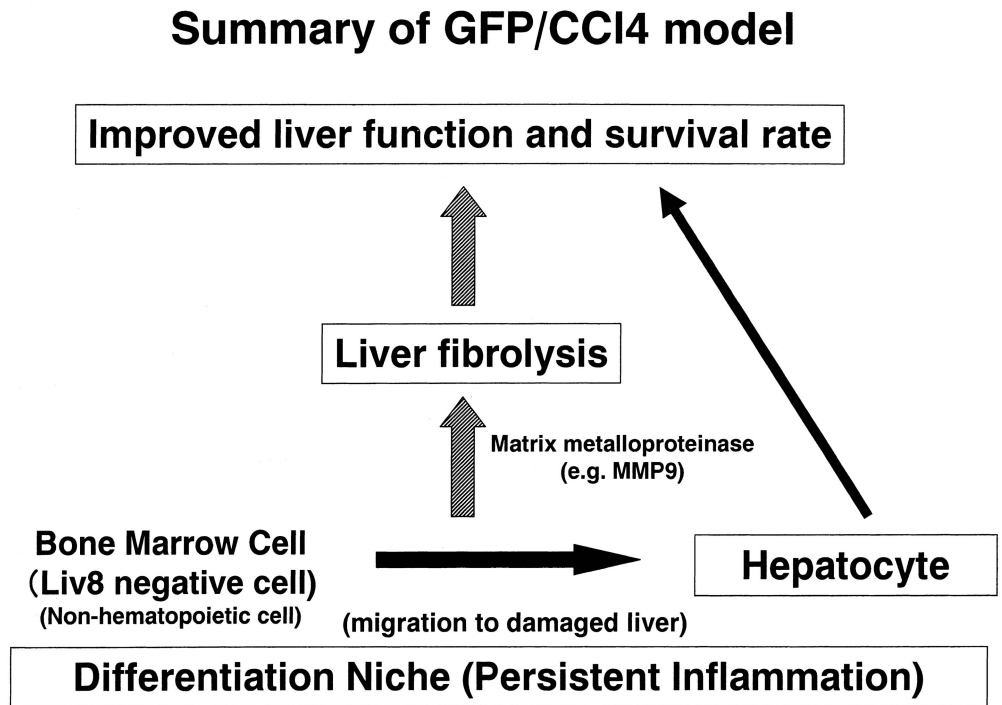 Summary of GFP/CCl4 model
Improved liver function and survival rate
Liver fibrolysis
Matrix metalloproteinase
(e.g. MMP9)
Bone Marrow Cell
(Liv8 negative cell)
(Non-hematopoietic cell)
(migration to damaged liver)
Hepatocyte
Differentiation Niche (Persistent Inflammation)